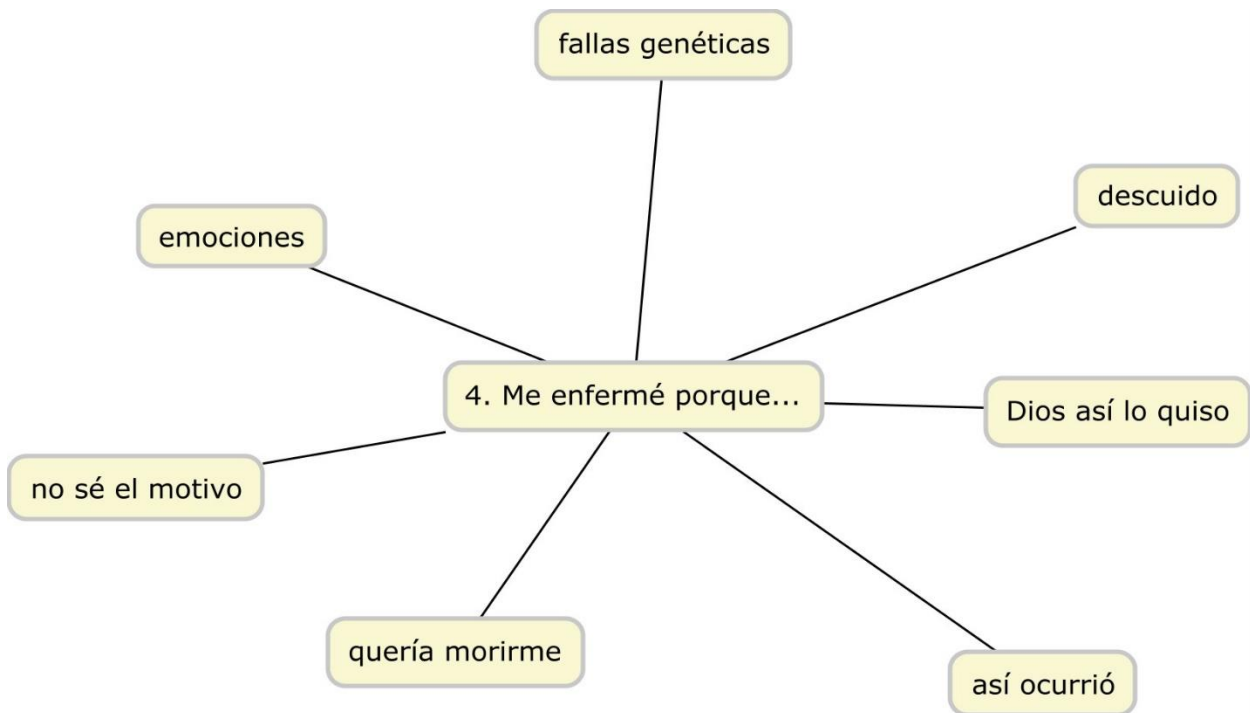 fallas genéticas
descuido
emociones
4. Me enfermé porque...
Dios así lo quiso
no sé el motivo
quería morirme
así ocurrió